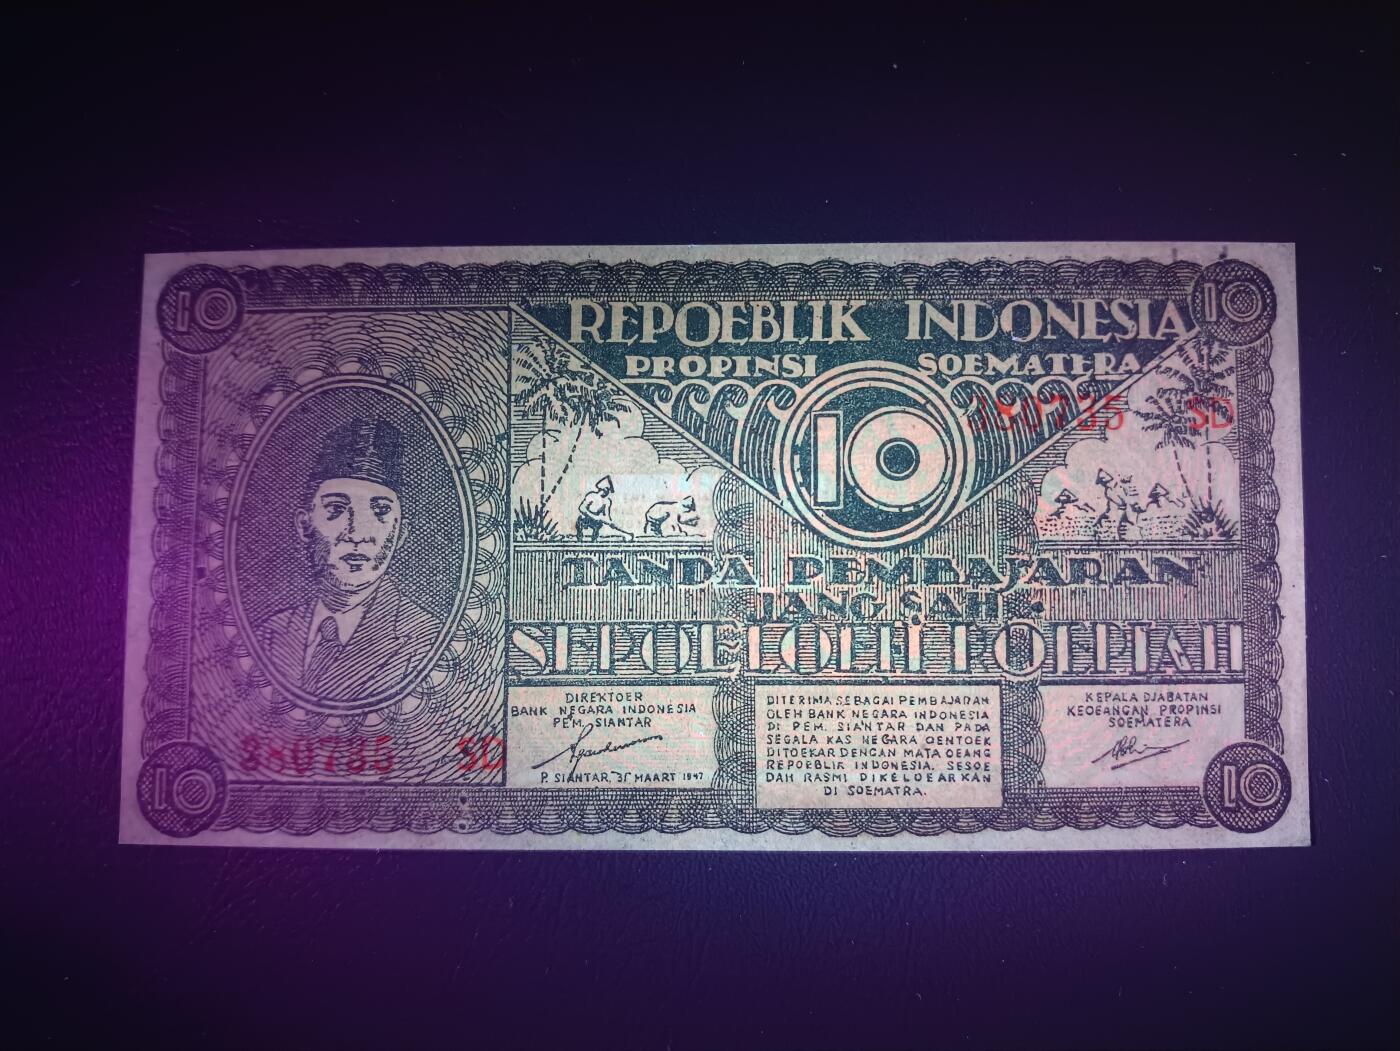 10
10
REPOEBLIK INDONESIA
PROPINSI SOEMATERA
10
380735 SD
TANDA PEMBAJARAN
JANG SAH
SEPOELOEH ROEPIAH
380735 SD
DIREKTOER
BANK NEGARA INDONESIA
PEM. SIANTAR
P. SIANTAR, 31 MAART 1947
DITERIMA SEBAGAI PEMBAJARAN
OLEH BANK NEGARA INDONESIA
DI PEM. SIANTAR DAN PADA
SEGALA KAS NEGARA OENTOEK
DITOEKAR DENGAN MATA OEANG
REPOEBLIK INDONESIA. SESOE
DAH RASMI DIKELOEARKAN
DI SOEMATRA.
KEPALA DJABATAN
KEOEANGAN PROPINSI
SOEMATERA
10
10